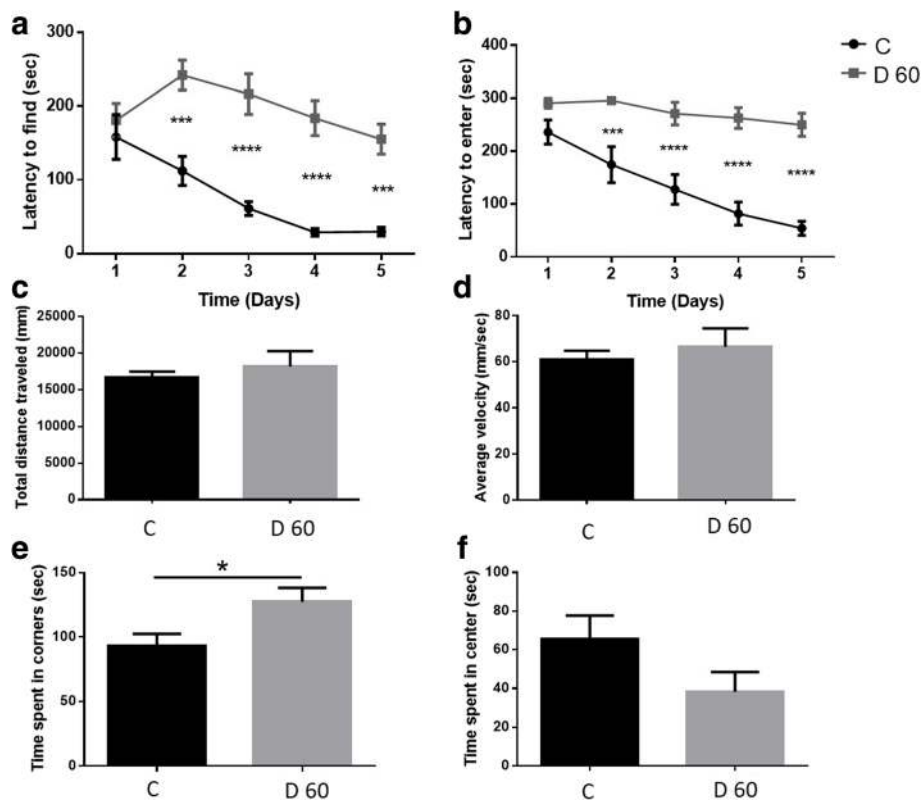 a
b
300
200
100
0
Latency to find (sec)
***
****
****
***
1 2 3 4 5
Time (Days)
400
300
200
100
0
Latency to enter (sec)
***
****
****
****
1 2 3 4 5
Time (Days)
C
D 60
c
25000
20000
15000
10000
5000
0
Total distance traveled (mm)
C D 60
d
80
60
40
20
0
Average velocity (mm/sec)
C D 60
e
150
100
50
0
Time spent in corners (sec)
*
C D 60
f
100
80
60
40
20
0
Time spent in center (sec)
C D 60